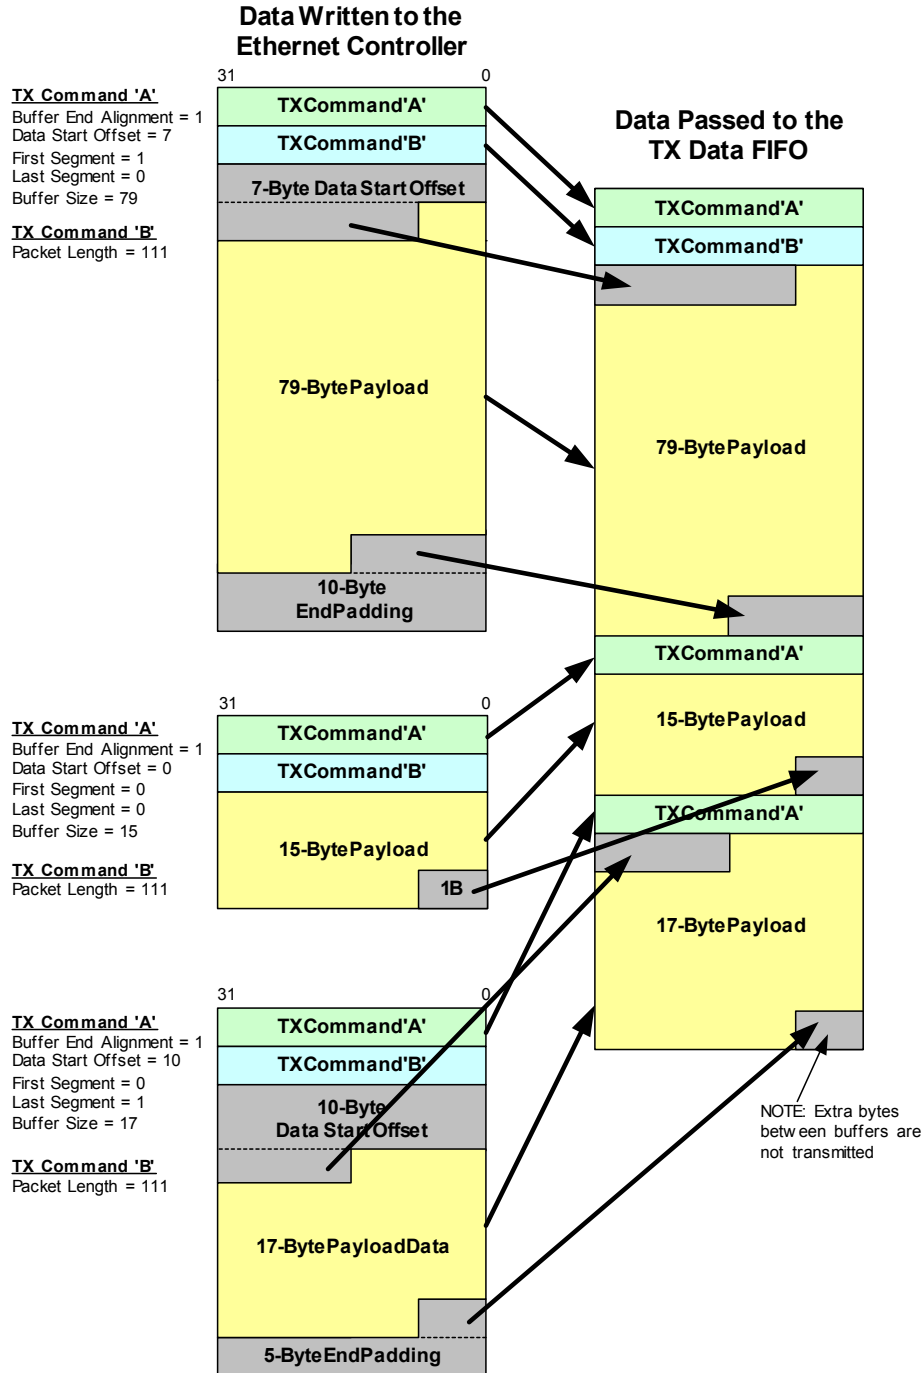 Data Written to the
Ethernet Controller
31 0
TX Command 'A'
Buffer End Alignment = 1
Data Start Offset = 7
First Segment = 1
Last Segment = 0
Buffer Size = 79
TX Command 'B'
Packet Length = 111
TXCommand'A'
TXCommand'B'
7-Byte Data Start Offset
79-BytePayload
10-Byte
EndPadding
Data Passed to the
TX Data FIFO
TXCommand'A'
TXCommand'B'
79-BytePayload
TXCommand'A'
15-BytePayload
TXCommand'A'
17-BytePayload
NOTE: Extra bytes
between buffers are
not transmitted
31 0
TX Command 'A'
Buffer End Alignment = 1
Data Start Offset = 0
First Segment = 0
Last Segment = 0
Buffer Size = 15
TX Command 'B'
Packet Length = 111
TXCommand'A'
TXCommand'B'
15-BytePayload
1B
31 0
TX Command 'A'
Buffer End Alignment = 1
Data Start Offset = 10
First Segment = 0
Last Segment = 1
Buffer Size = 17
TX Command 'B'
Packet Length = 111
TXCommand'A'
TXCommand'B'
10-Byte
Data StartOffset
17-BytePayloadData
5-ByteEndPadding